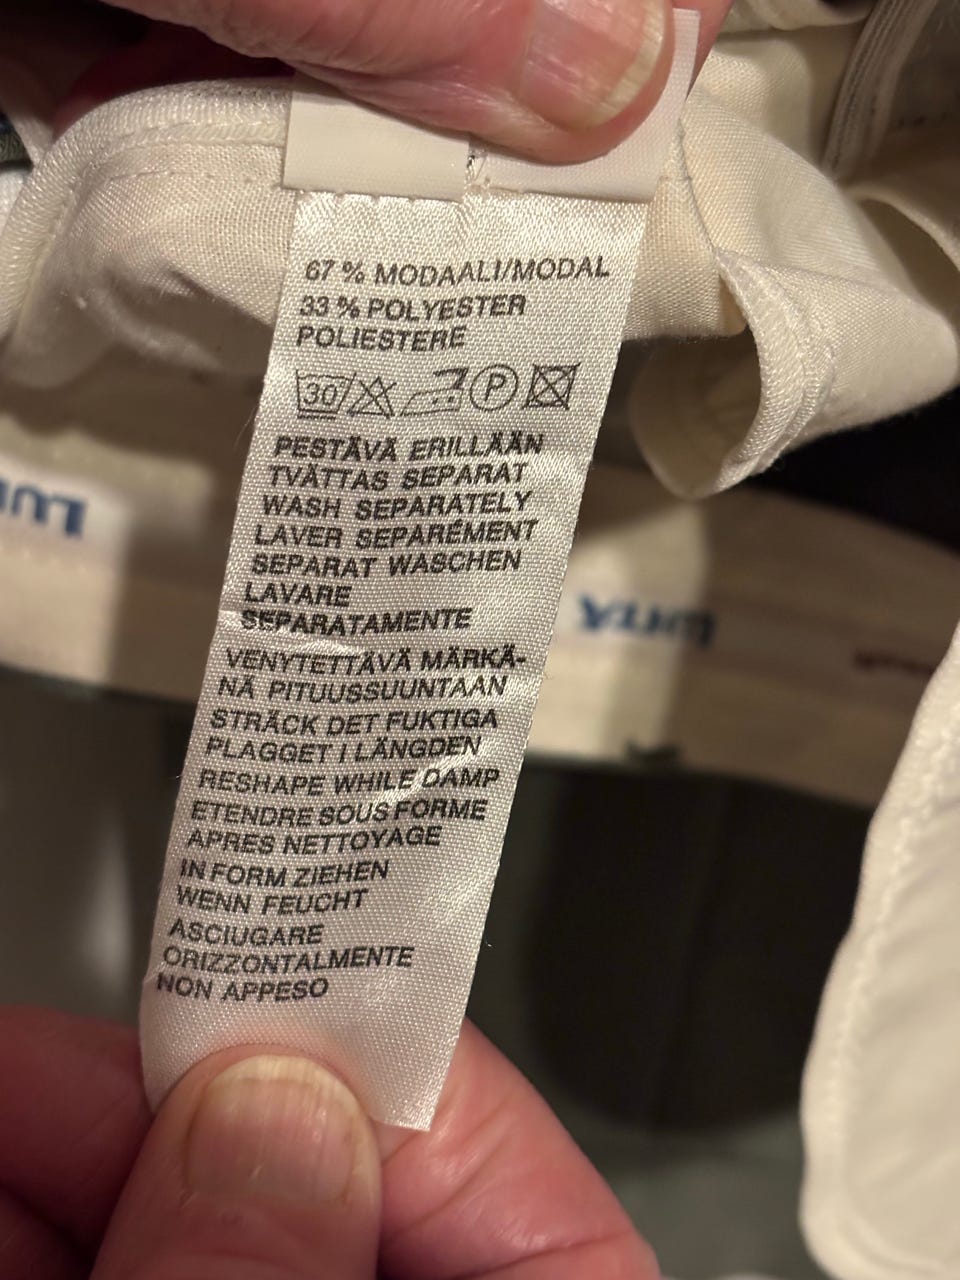 67 % MODAALI/MODAL
33 % POLYESTER
POLIESTERE
30
P
PESTÄVÄ ERILLÄÄN
TVÄTTAS SEPARAT
WASH SEPARATELY
LAVER SEPARÉMENT
SEPARAT WASCHEN
LAVARE
SEPARATAMENTE
VENYTETTÄVÄ MÄRKÄ-
NÄ PITUUSSUUNTAAN
STRÄCK DET FUKTIGA
PLAGGET I LÄNGDEN
RESHAPE WHILE DAMP
ETENDRE SOUS FORME
APRES NETTOYAGE
IN FORM ZIEHEN
WENN FEUCHT
ASCIUGARE
ORIZZONTALMENTE
NON APPESO
LUHTA